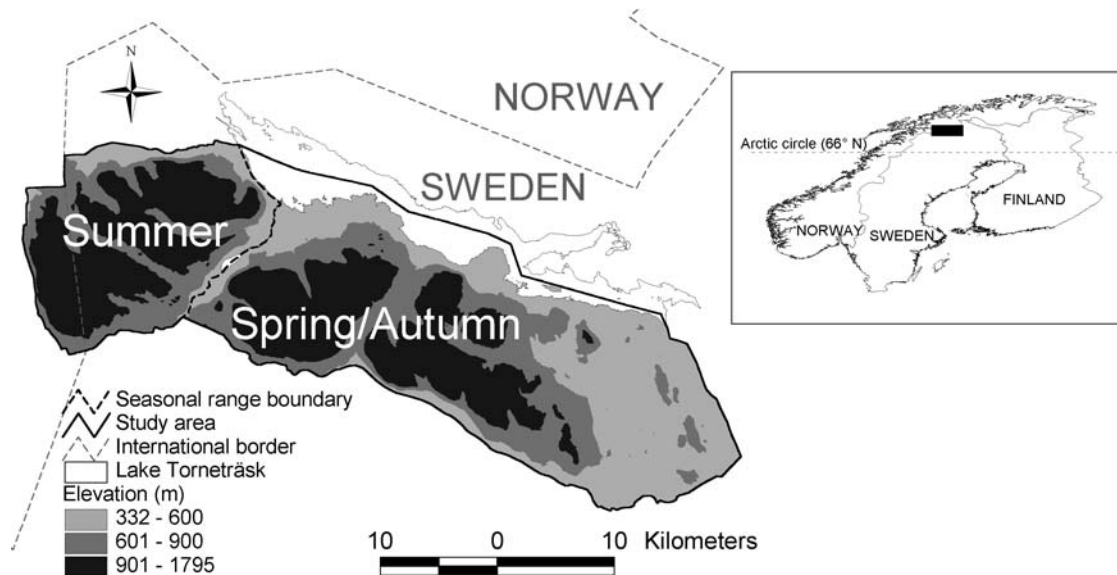 N
NORWAY
SWEDEN
Summer
Spring/Autumn
Seasonal range boundary
Study area
International border
Lake Torneträsk
Elevation (m)
332 - 600
601 - 900
901 - 1795
10 0 10 Kilometers
Arctic circle (66° N)
FINLAND
NORWAY
SWEDEN